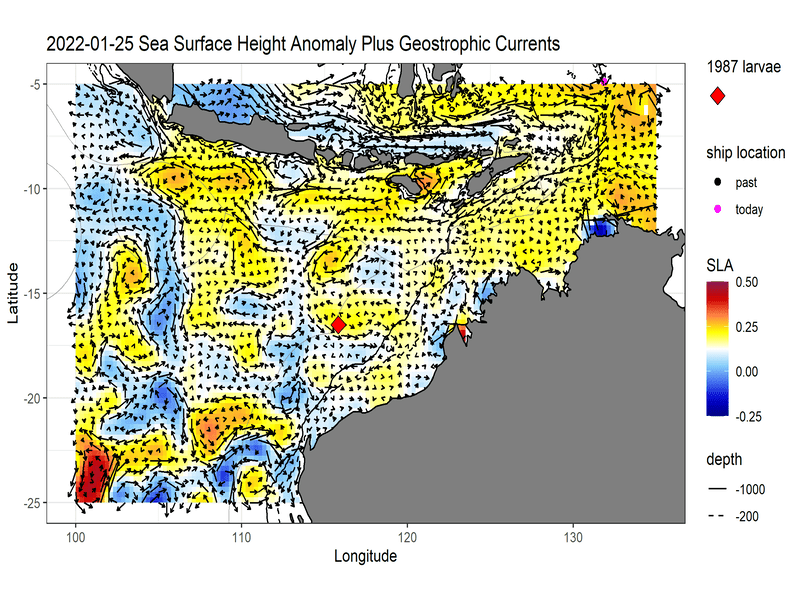 2022-01-25 Sea Surface Height Anomaly Plus Geostrophic Currents
-5
-10
-15
-20
-25
Latitude
100
110
120
130
Longitude
1987 larvae
ship location
past
today
SLA
0.50
0.25
0.00
-0.25
depth
-1000
-200